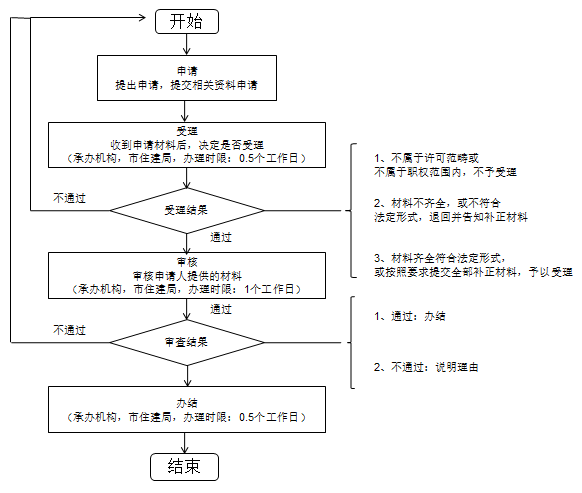 开始
申请
提出申请，提交相关资料申请
受理
收到申请材料后，决定是否受理
（承办机构，市住建局，办理时限：0.5个工作日）
1、不属于许可范畴或
不属于职权范围内，不予受理
不通过
受理结果
2、材料不齐全，或不符合
法定形式，退回并告知补正材料
通过
审核
审核申请人提供的材料
（承办机构，市住建局，办理时限：1个工作日）
3、材料齐全符合法定形式，
或按照要求提交全部补正材料，予以受理
通过
不通过
审查结果
1、通过：办结
2、不通过：说明理由
办结
（承办机构，市住建局，办理时限：0.5个工作日）
结束